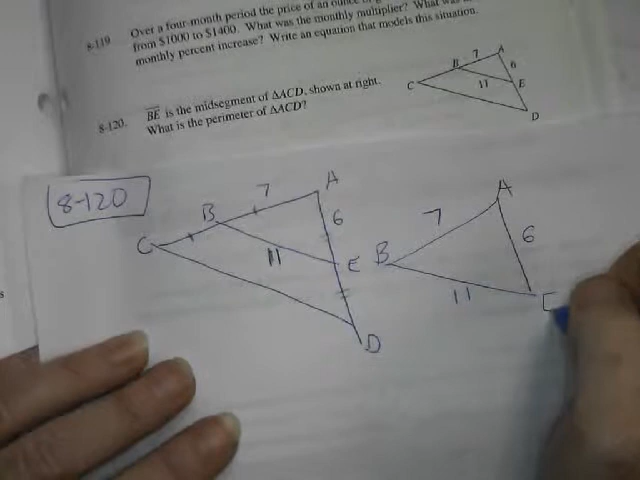 8-119 Over a four-month period the price of an ounce of
from $1000 to $1400. What was the monthly multiplier? What was
monthly percent increase? Write an equation that models this situation.
8-120. BE is the midsegment of ΔACD, shown at right.
What is the perimeter of ΔACD?
A
7
B
6
11
C
E
D
8-120
A
7
B
6
C
11
E
D
A
7
6
B
11